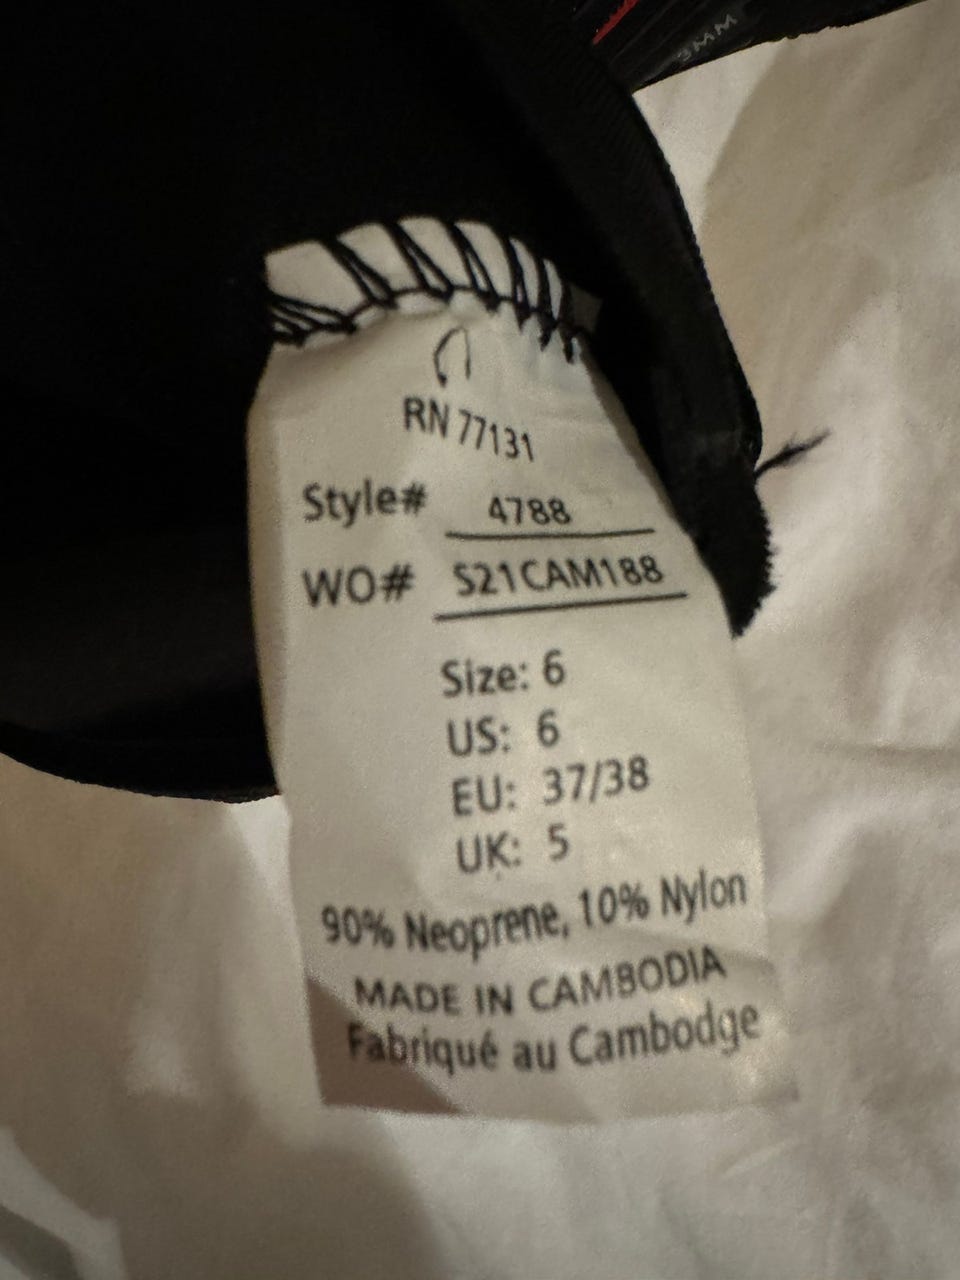 3MM
RN 77131
Style# 4788
WO# S21CAM188
Size: 6
US: 6
EU: 37/38
UK: 5
90% Neoprene, 10% Nylon
MADE IN CAMBODIA
Fabriqué au Cambodge